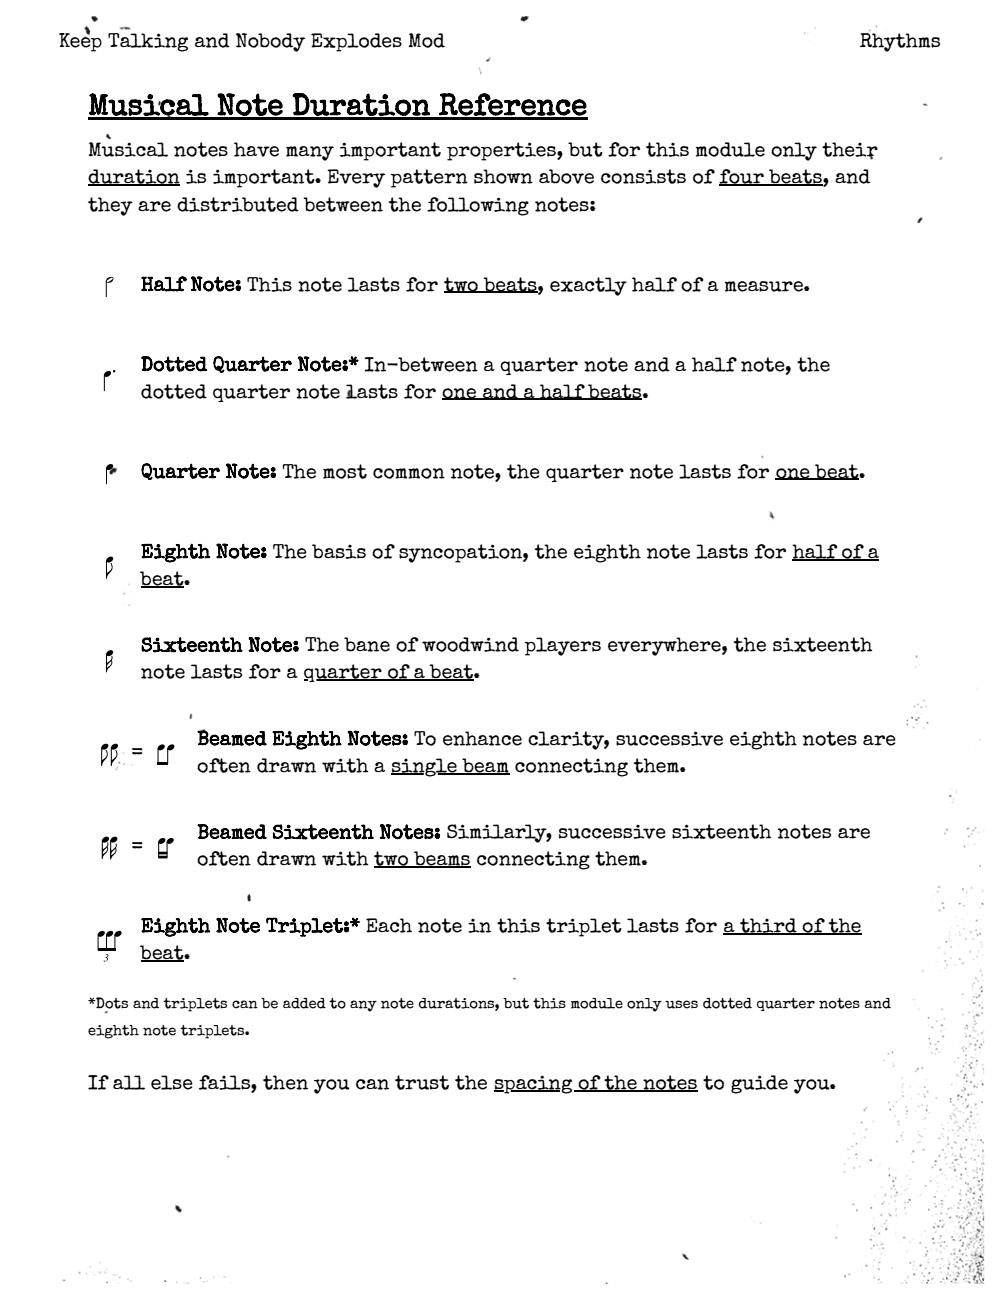 Keep Talking and Nobody Explodes Mod
Rhythms
Musical Note Duration Reference
Musical notes have many important properties, but for this module only their
duration is important. Every pattern shown above consists of four beats, and
they are distributed between the following notes:
Half Note: This note lasts for two beats, exactly half of a measure.
Dotted Quarter Note:* In-between a quarter note and a half note, the
dotted quarter note lasts for one and a half beats.
Quarter Note: The most common note, the quarter note lasts for one beat.
Eighth Note: The basis of syncopation, the eighth note lasts for half of a
beat.
Sixteenth Note: The bane of woodwind players everywhere, the sixteenth
note lasts for a quarter of a beat.
= Beamed Eighth Notes: To enhance clarity, successive eighth notes are
often drawn with a single beam connecting them.
= Beamed Sixteenth Notes: Similarly, successive sixteenth notes are
often drawn with two beams connecting them.
Eighth Note Triplet:* Each note in this triplet lasts for a third of the
3 beat.
*Dots and triplets can be added to any note durations, but this module only uses dotted quarter notes and
eighth note triplets.
If all else fails, then you can trust the spacing of the notes to guide you.